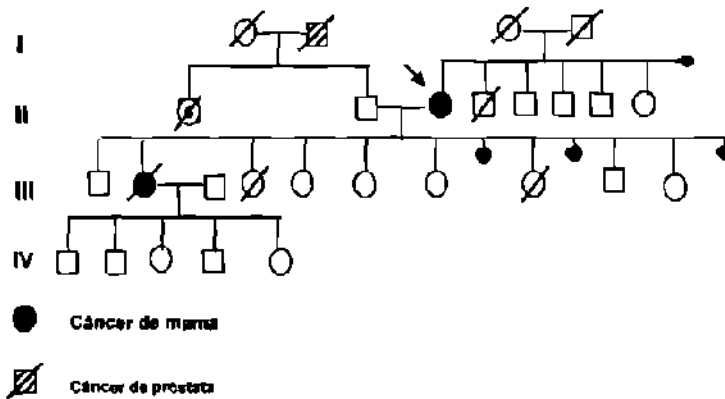 I
II
III
IV
Câncer de mama
Câncer de próstata